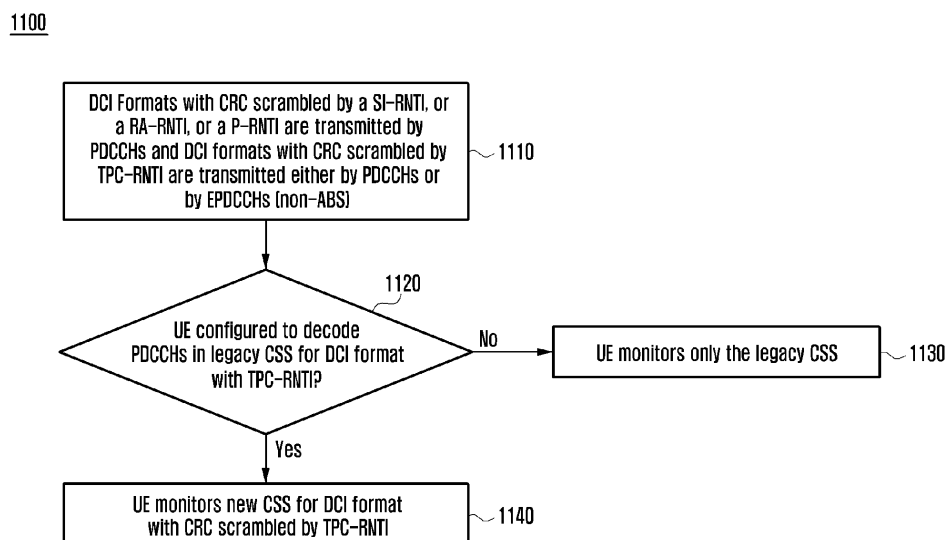 1100
DCI Formats with CRC scrambled by a SI-RNTI, or
a RA-RNTI, or a P-RNTI are transmitted by
PDCCHs and DCI formats with CRC scrambled by
TPC-RNTI are transmitted either by PDCCHs or
by EPDCCHs (non-ABS)
1110
1120
UE configured to decode
PDCCHs in legacy CSS for DCI format
with TPC-RNTI?
No
UE monitors only the legacy CSS
1130
Yes
UE monitors new CSS for DCI format
with CRC scrambled by TPC-RNTI
1140